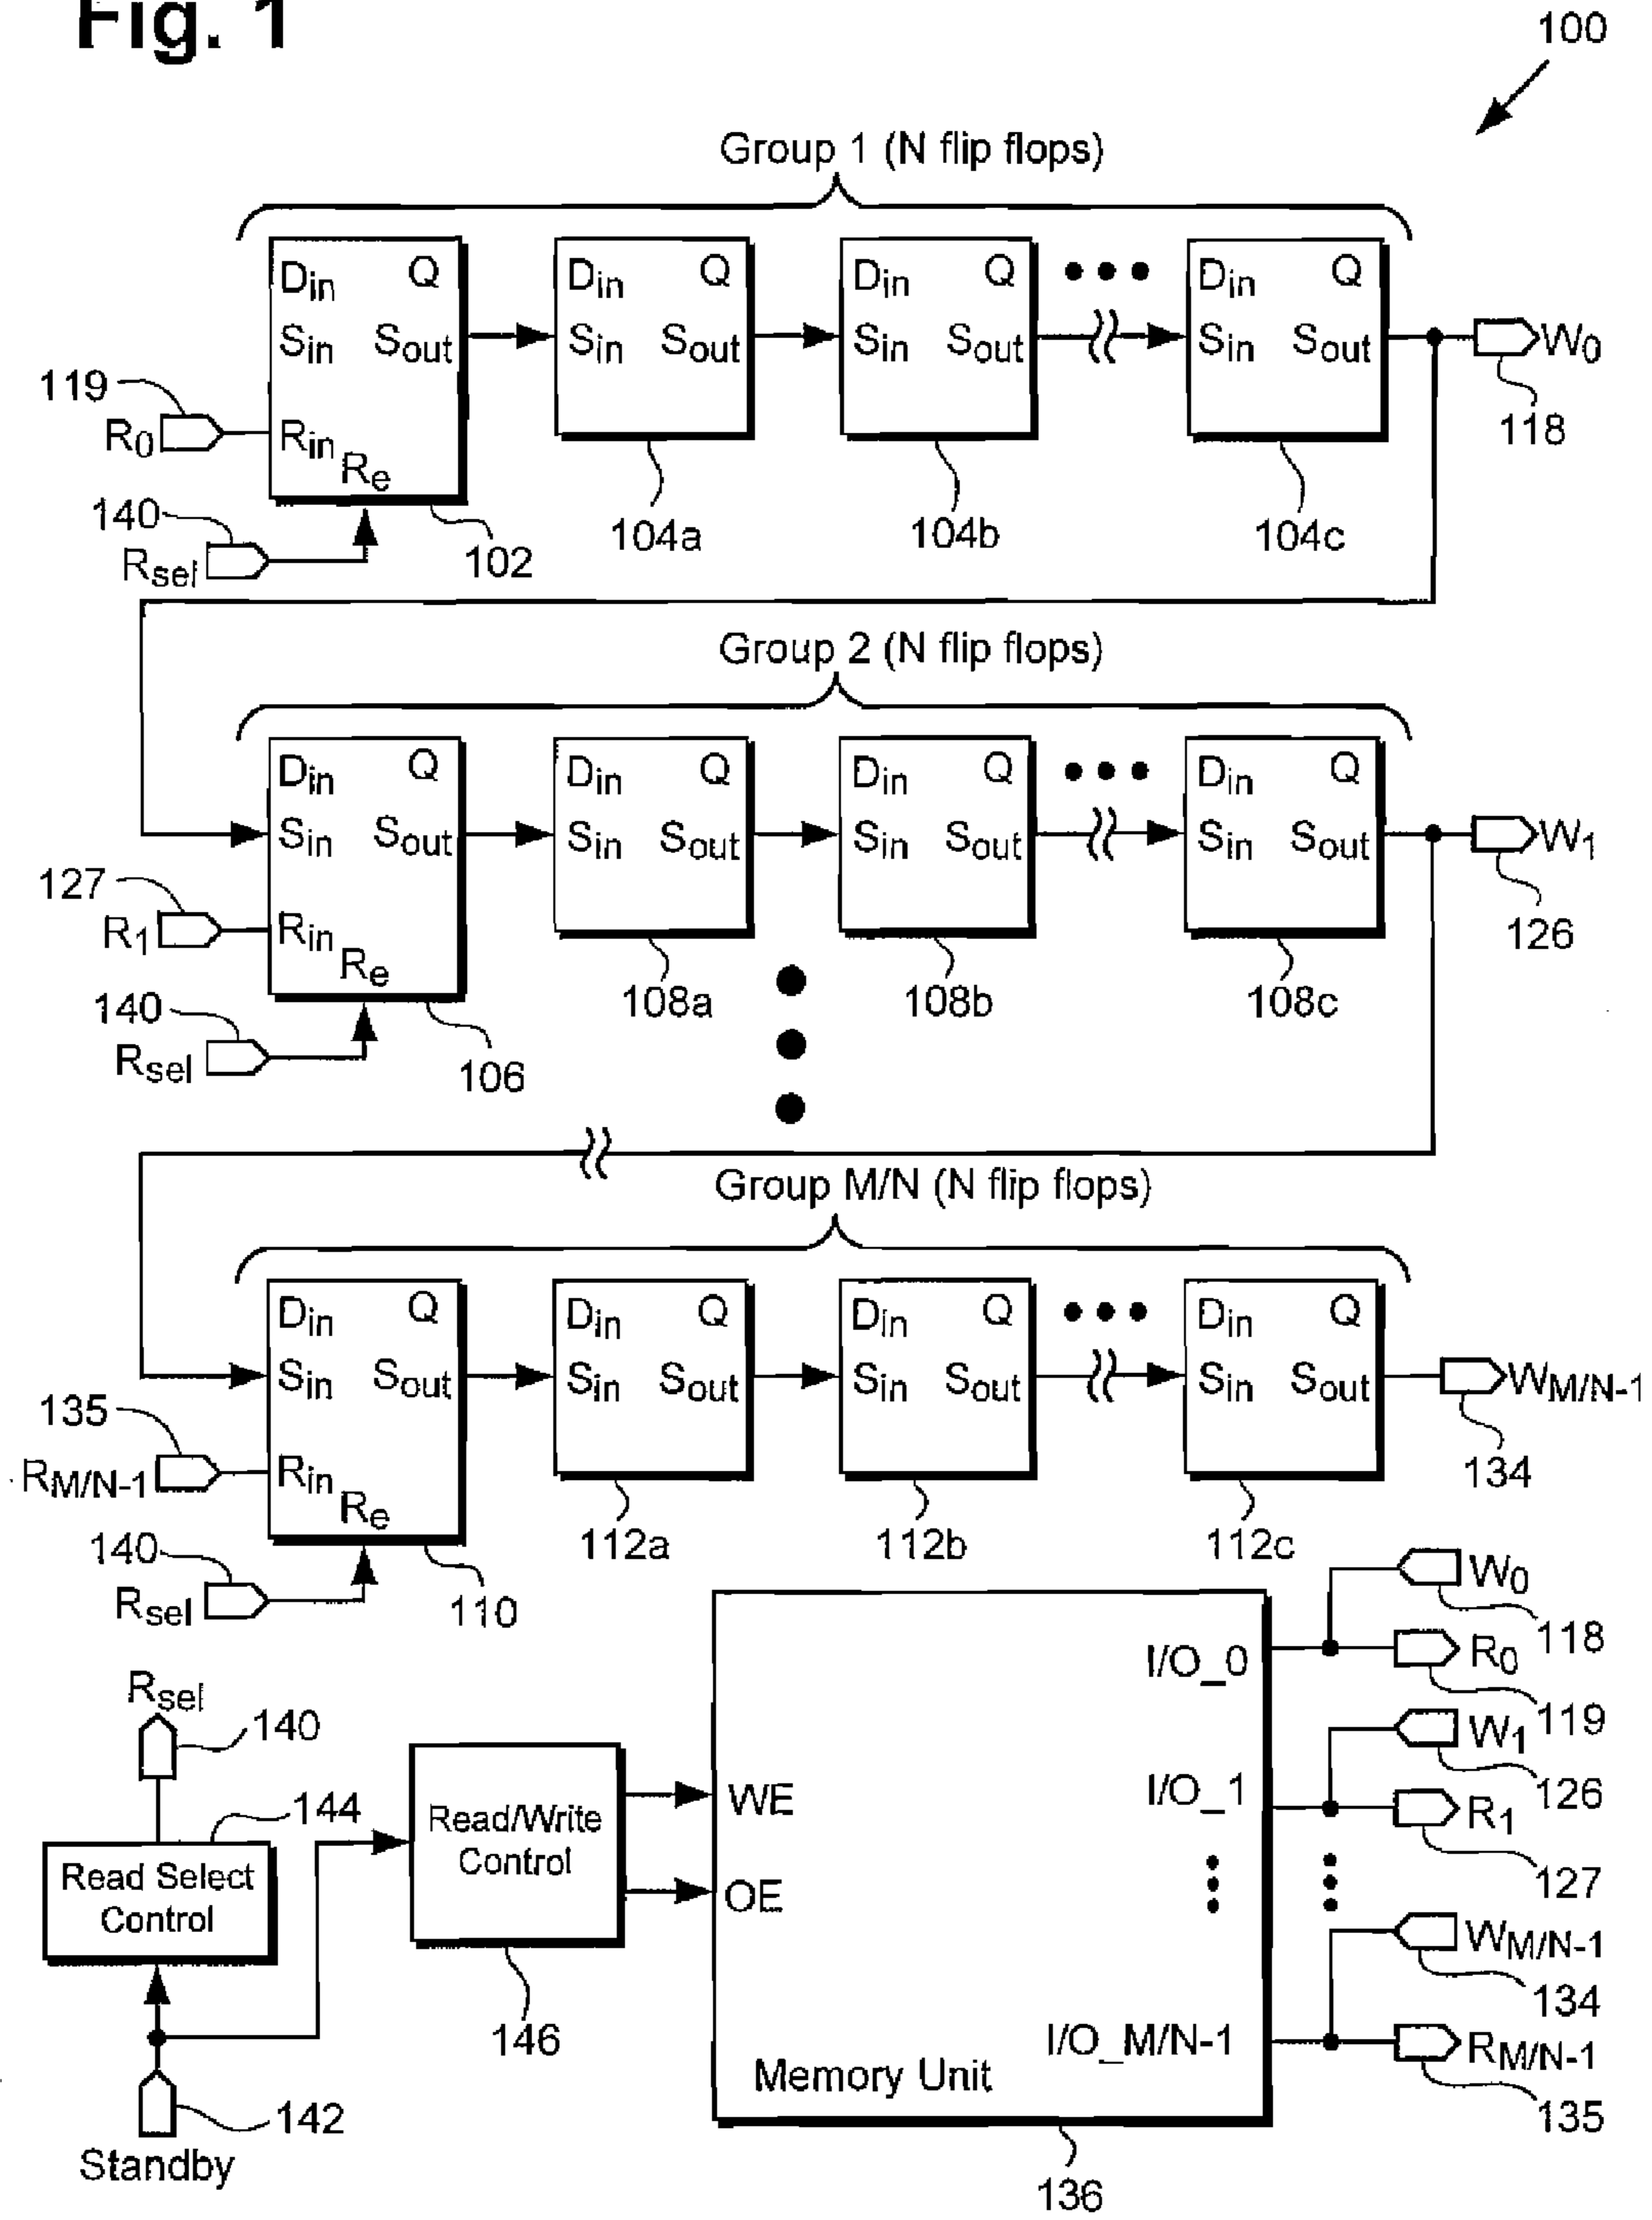 Fig. 1
100
Group 1 (N flip flops)
Din Q Din Q Din Q Din Q
Sin Sout Sin Sout Sin Sout Sin Sout W0
119
R0 Rin 118
Re
140 104a 104b 104c
Rsel 102
Group 2 (N flip flops)
Din Q Din Q Din Q Din Q
Sin Sout Sin Sout Sin Sout Sin Sout W1
127
R1 Rin 126
Re
140 108a 108b 108c
Rsel 106
Group M/N (N flip flops)
Din Q Din Q Din Q Din Q
Sin Sout Sin Sout Sin Sout Sin Sout WM/N-1
135
RM/N-1 Rin 134
Re
140 112a 112b 112c
Rsel 110
W0
118
I/O_0 R0
119
Rsel
140
W1
126
I/O_1 R1
127
144
Read Select
Control
Read/Write
Control
WE
OE
146
WM/N-1
134
I/O_M/N-1 RM/N-1
135
Memory Unit
142
Standby
136